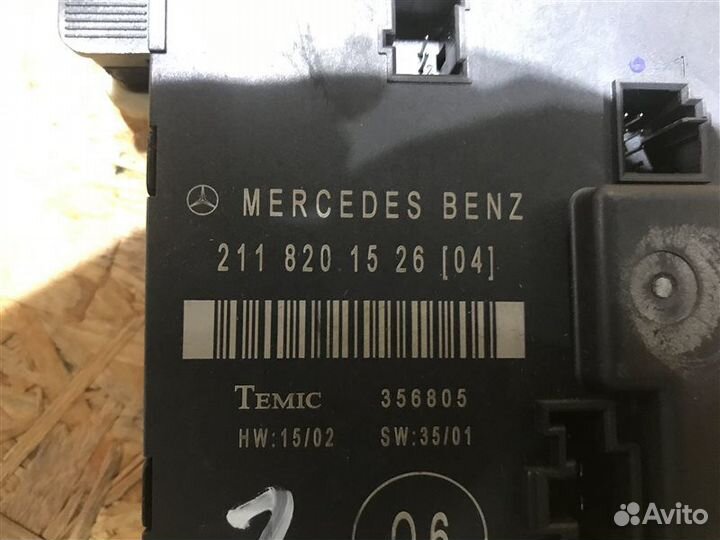 MERCEDES BENZ
211 820 15 26 [04]
TEMIC 356805
HW:15/02 SW:35/01
06
Avito